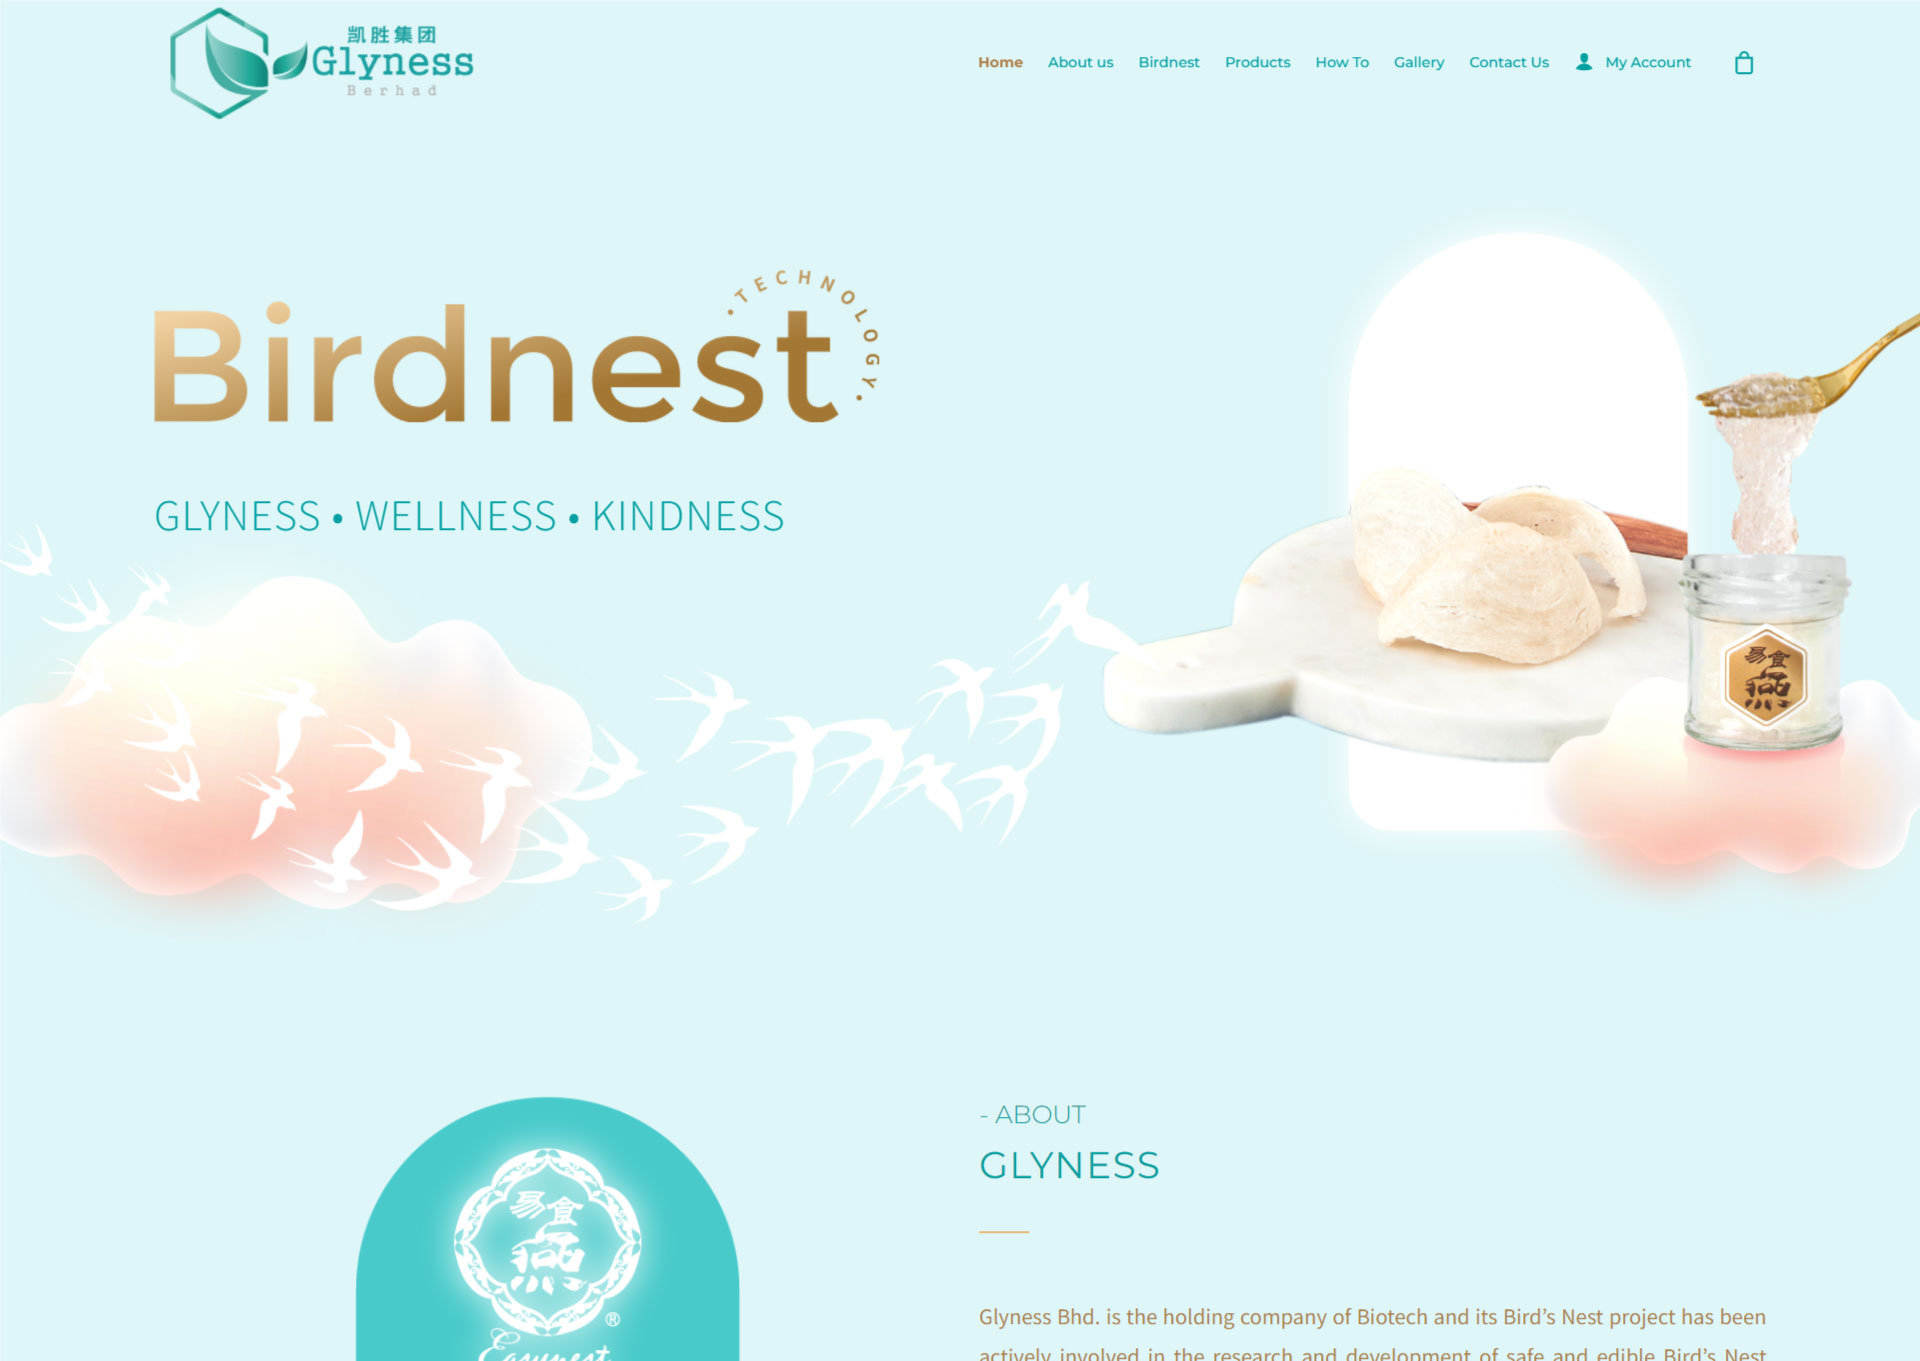 凯胜集团
Glyness
Berhad
Home About us Birdnest Products How To Gallery Contact Us My Account
• TECHNOLOGY •
Birdnest
GLYNESS • WELLNESS • KINDNESS
易食
燕
- ABOUT
GLYNESS
易食
燕
®
Easynest
Glyness Bhd. is the holding company of Biotech and its Bird’s Nest project has been
actively involved in the research and development of safe and edible Bird’s Nest